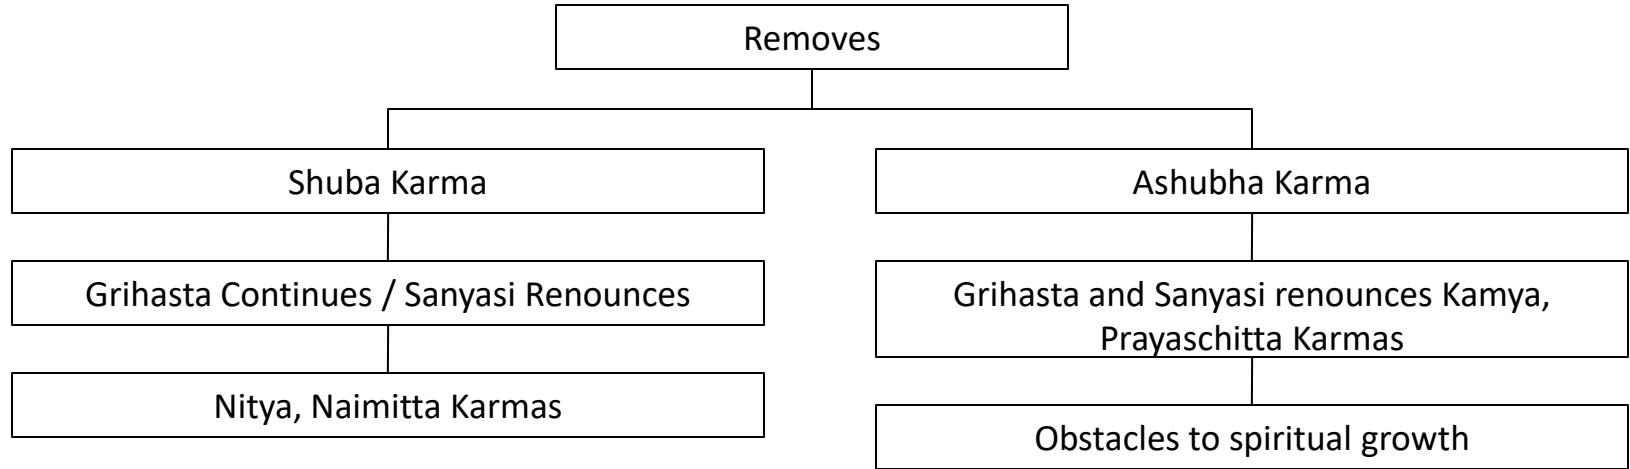 Removes
Shuba Karma
Grihasta Continues / Sanyasi Renounces
Nitya, Naimitta Karmas
Ashubha Karma
Grihasta and Sanyasi renounces Kamya,
Prayaschitta Karmas
Obstacles to spiritual growth